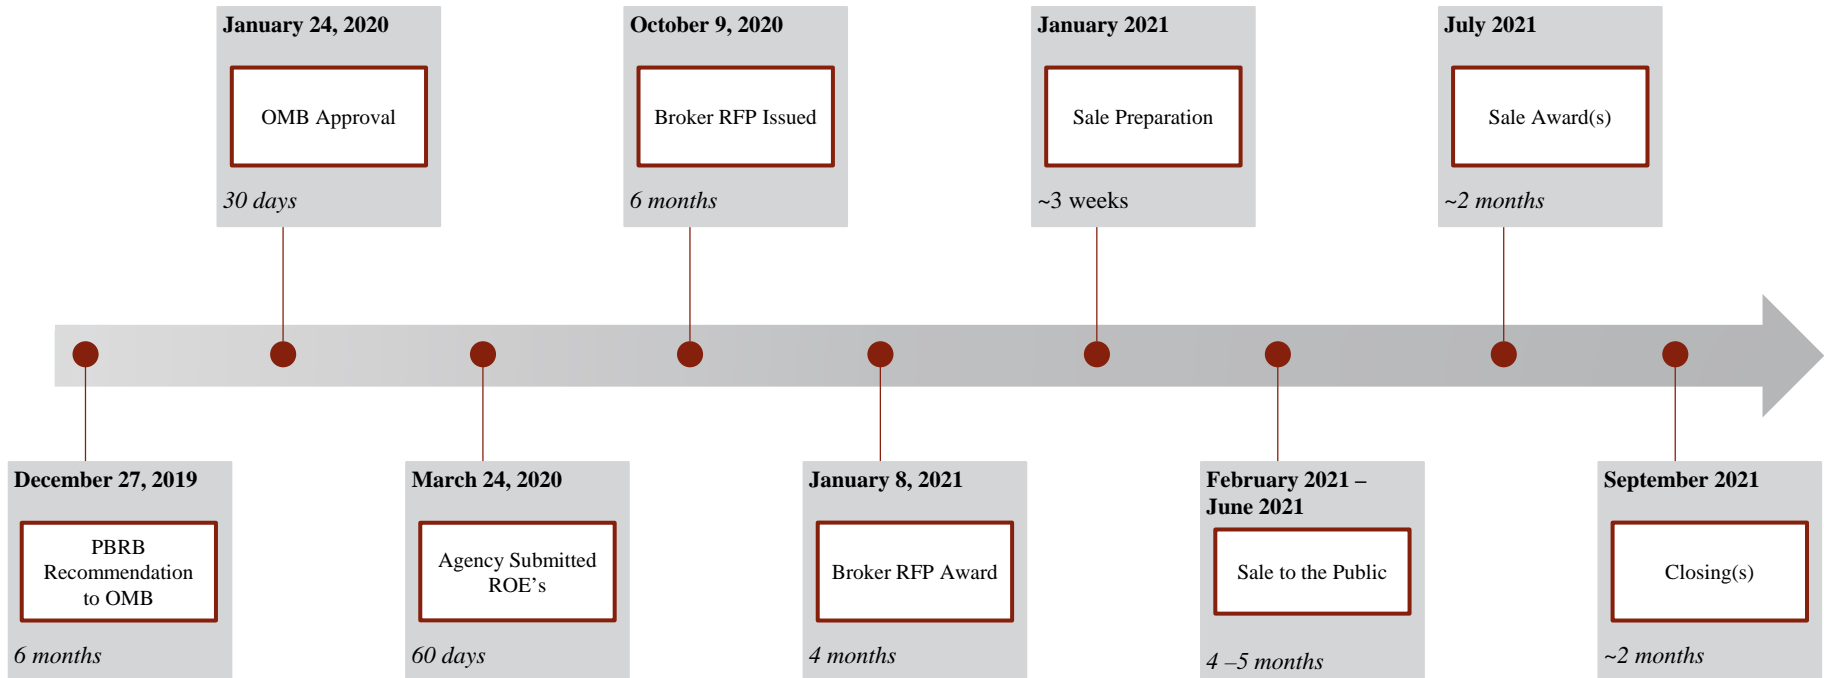 January 24, 2020
OMB Approval
30 days
October 9, 2020
Broker RFP Issued
6 months
January 2021
Sale Preparation
~3 weeks
July 2021
Sale Award(s)
~2 months
December 27, 2019
PBRB
Recommendation
to OMB
6 months
March 24, 2020
Agency Submitted
ROE’s
60 days
January 8, 2021
Broker RFP Award
4 months
February 2021 –
June 2021
Sale to the Public
4 –5 months
September 2021
Closing(s)
~2 months